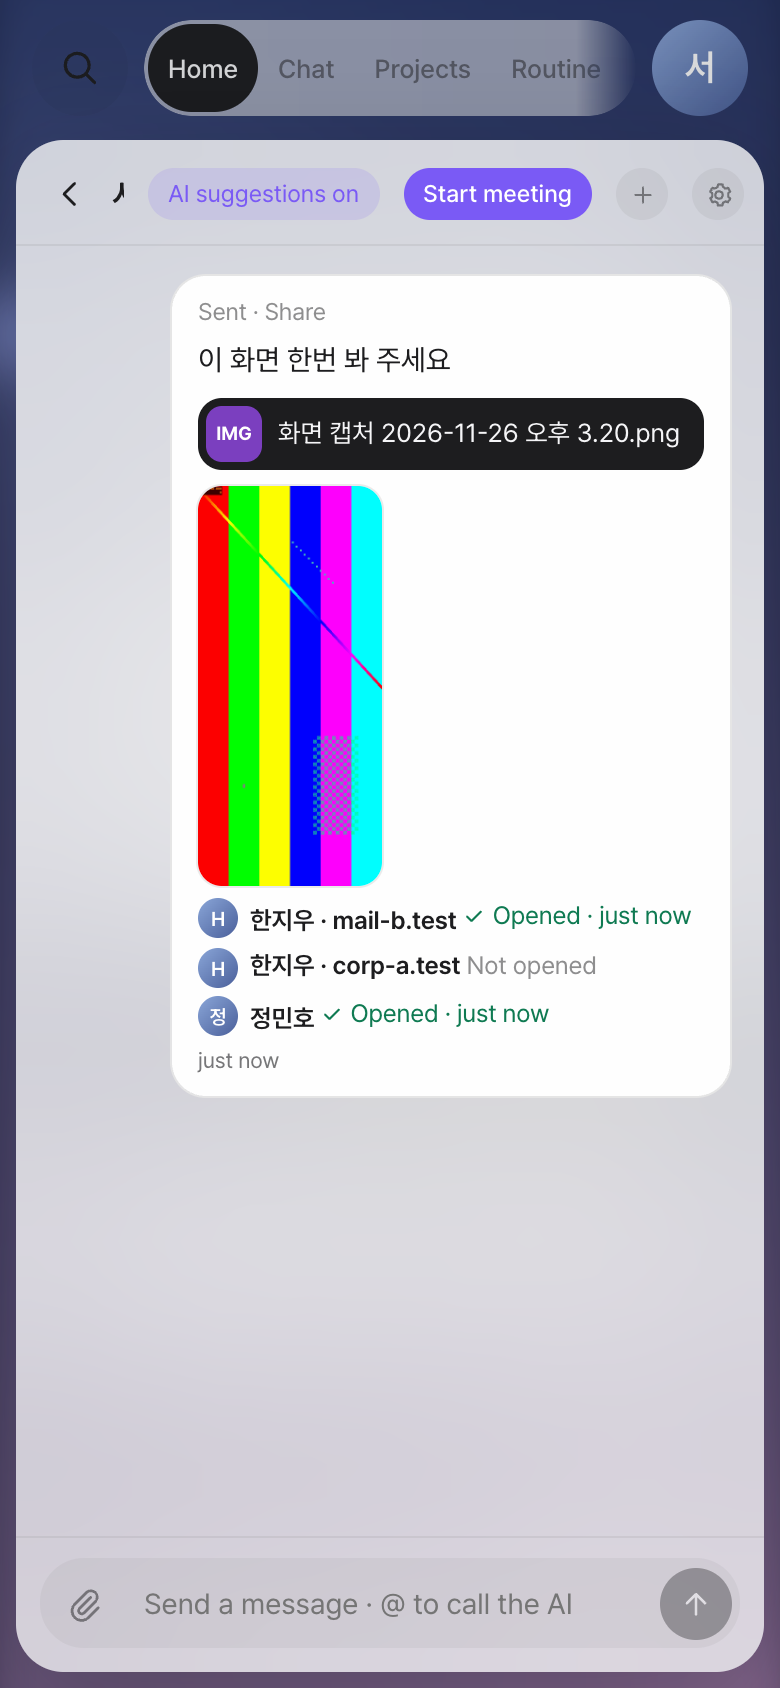 Home Chat Projects Routine 서
AI suggestions on Start meeting
Sent · Share
이 화면 한번 봐 주세요
IMG 화면 캡처 2026-11-26 오후 3.20.png
H 한지우 · mail-b.test ✓ Opened · just now
H 한지우 · corp-a.test Not opened
정 정민호 ✓ Opened · just now
just now
Send a message · @ to call the AI